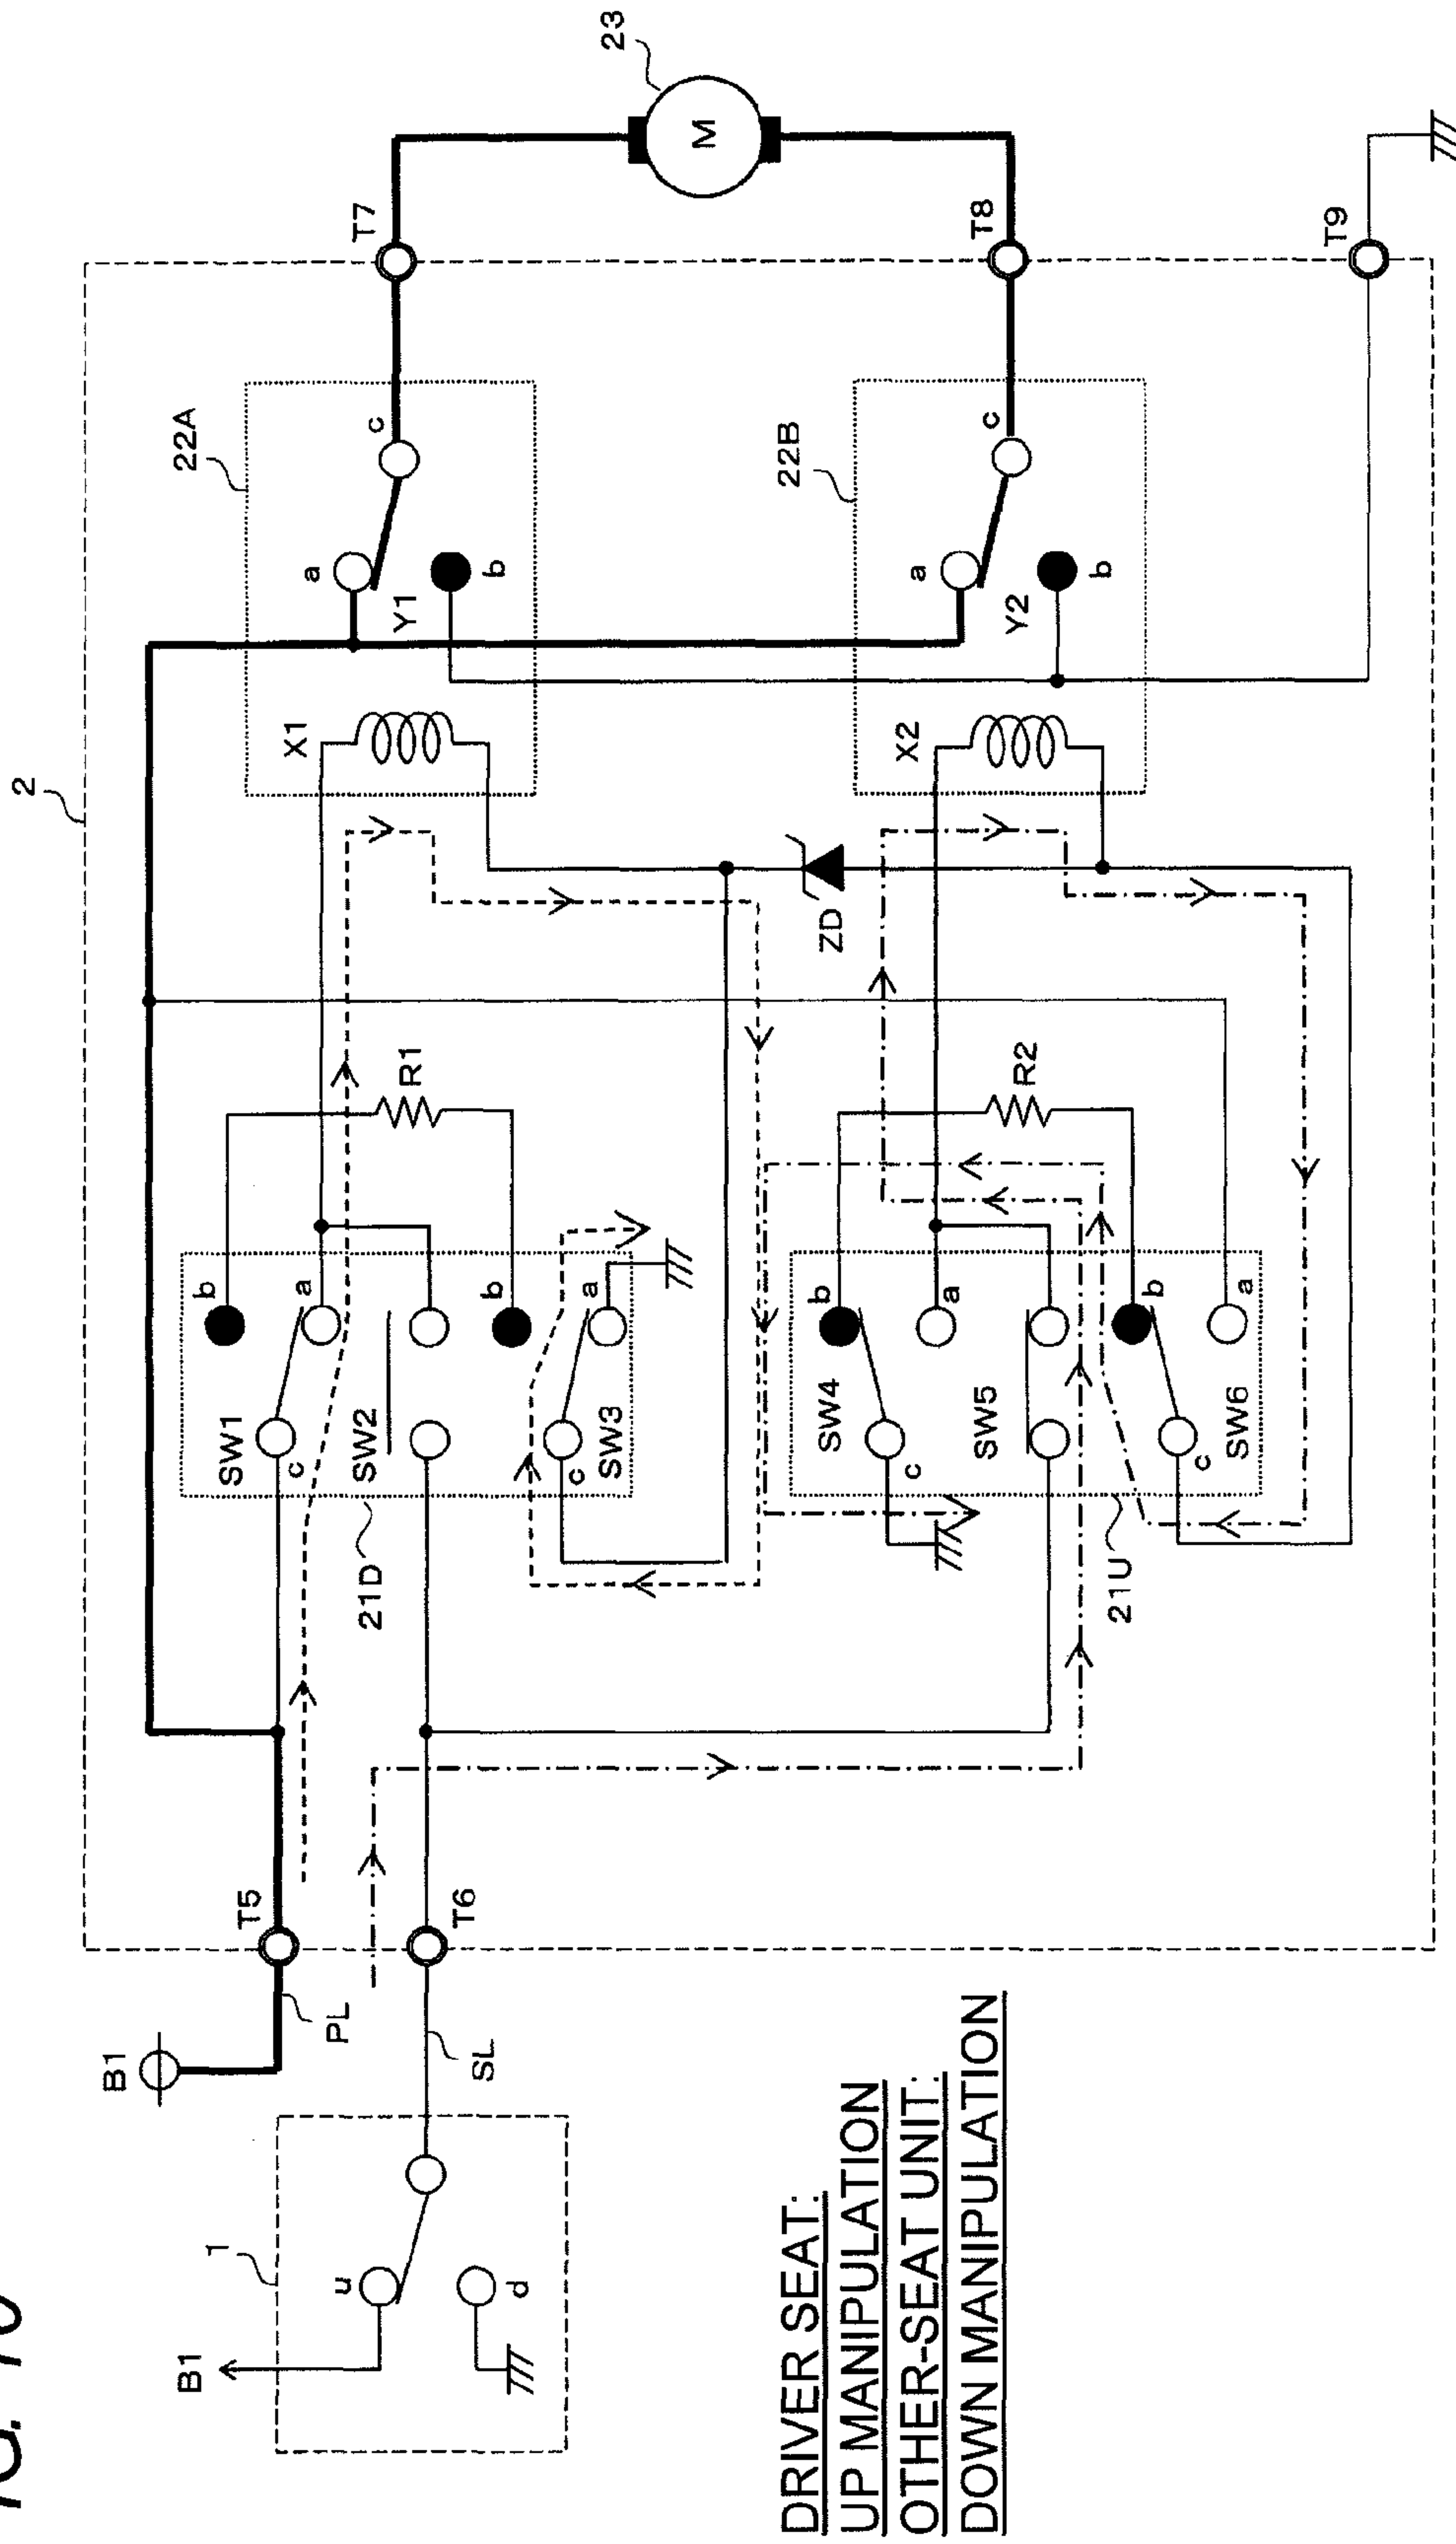 2
B1
B1
1
u
d
PL
SL
T5
T6
SW1
c
b
a
SW2
21D
b
SW3
c
a
R1
X1
22A
a
Y1
b
c
T7
23
M
ZD
SW4
c
b
a
SW5
21U
b
SW6
c
a
R2
X2
22B
a
Y2
b
c
T8
T9
DRIVER SEAT:
UP MANIPULATION
OTHER-SEAT UNIT:
DOWN MANIPULATION